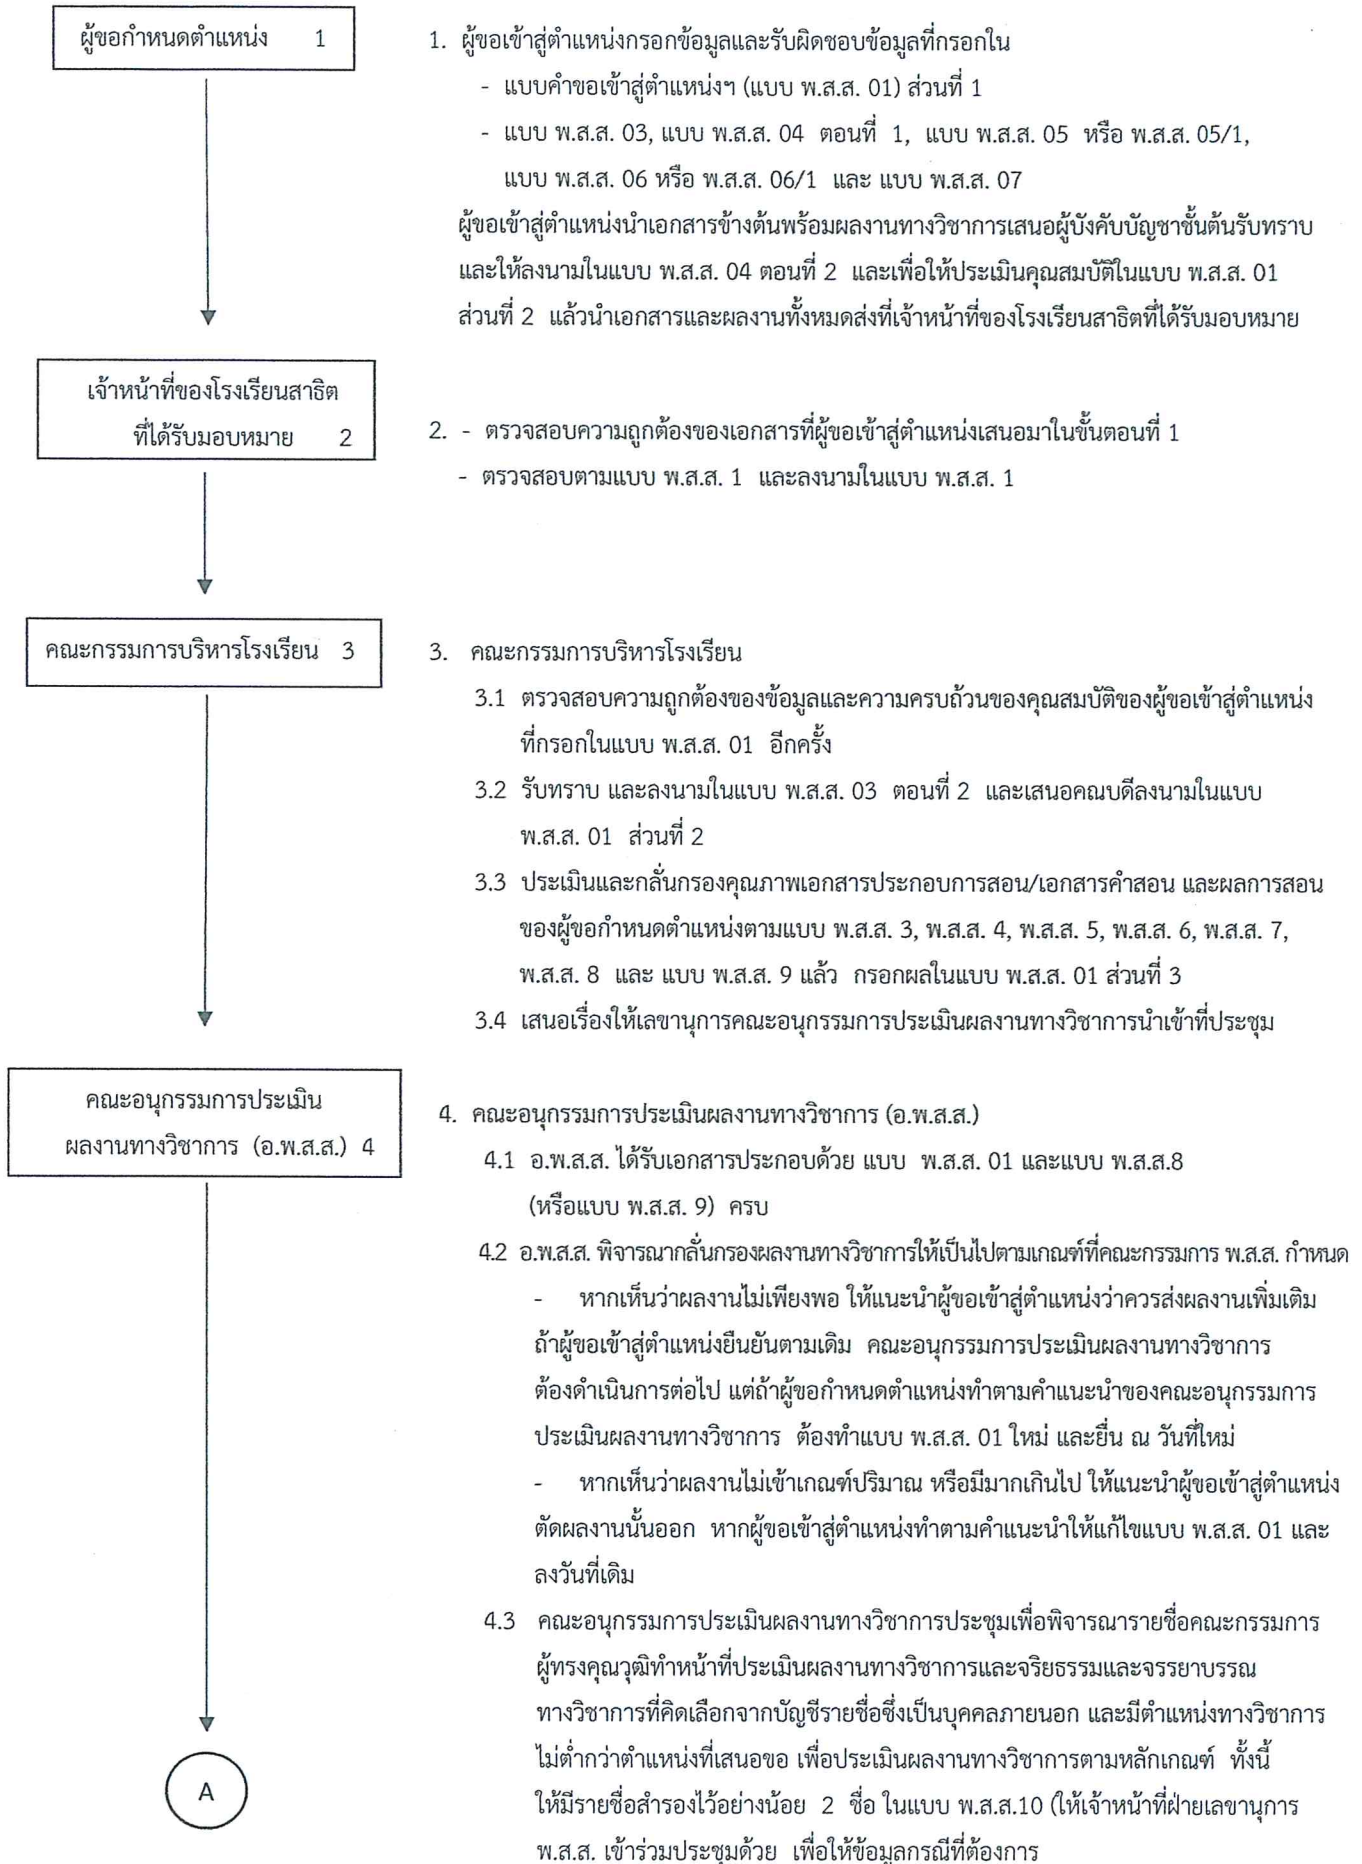 ผู้ขอกำหนดตำแหน่ง 1
1. ผู้ขอเข้าสู่ตำแหน่งกรอกข้อมูลและรับผิดชอบข้อมูลที่กรอกใน
- แบบคำขอเข้าสู่ตำแหน่งฯ (แบบ พ.ส.ส. 01) ส่วนที่ 1
- แบบ พ.ส.ส. 03, แบบ พ.ส.ส. 04 ตอนที่ 1, แบบ พ.ส.ส. 05 หรือ พ.ส.ส. 05/1,
แบบ พ.ส.ส. 06 หรือ พ.ส.ส. 06/1 และ แบบ พ.ส.ส. 07
ผู้ขอเข้าสู่ตำแหน่งนำเอกสารข้างต้นพร้อมผลงานทางวิชาการเสนอผู้บังคับบัญชาชั้นต้นรับทราบ
และให้ลงนามในแบบ พ.ส.ส. 04 ตอนที่ 2 และเพื่อให้ประเมินคุณสมบัติในแบบ พ.ส.ส. 01
ส่วนที่ 2 แล้วนำเอกสารและผลงานทั้งหมดส่งที่เจ้าหน้าที่ของโรงเรียนสาธิตที่ได้รับมอบหมาย
เจ้าหน้าที่ของโรงเรียนสาธิต
ที่ได้รับมอบหมาย 2
2. - ตรวจสอบความถูกต้องของเอกสารที่ผู้ขอเข้าสู่ตำแหน่งเสนอมาในขั้นตอนที่ 1
- ตรวจสอบตามแบบ พ.ส.ส. 1 และลงนามในแบบ พ.ส.ส. 1
คณะกรรมการบริหารโรงเรียน 3
3. คณะกรรมการบริหารโรงเรียน
3.1 ตรวจสอบความถูกต้องของข้อมูลและความครบถ้วนของคุณสมบัติของผู้ขอเข้าสู่ตำแหน่ง
ที่กรอกในแบบ พ.ส.ส. 01 อีกครั้ง
3.2 รับทราบ และลงนามในแบบ พ.ส.ส. 03 ตอนที่ 2 และเสนอคณบดีลงนามในแบบ
พ.ส.ส. 01 ส่วนที่ 2
3.3 ประเมินและกลั่นกรองคุณภาพเอกสารประกอบการสอน/เอกสารคำสอน และผลการสอน
ของผู้ขอกำหนดตำแหน่งตามแบบ พ.ส.ส. 3, พ.ส.ส. 4, พ.ส.ส. 5, พ.ส.ส. 6, พ.ส.ส. 7,
พ.ส.ส. 8 และ แบบ พ.ส.ส. 9 แล้ว กรอกผลในแบบ พ.ส.ส. 01 ส่วนที่ 3
3.4 เสนอเรื่องให้เลขานุการคณะอนุกรรมการประเมินผลงานทางวิชาการนำเข้าที่ประชุม
คณะอนุกรรมการประเมิน
ผลงานทางวิชาการ (อ.พ.ส.ส.) 4
4. คณะอนุกรรมการประเมินผลงานทางวิชาการ (อ.พ.ส.ส.)
4.1 อ.พ.ส.ส. ได้รับเอกสารประกอบด้วย แบบ พ.ส.ส. 01 และแบบ พ.ส.ส.8
(หรือแบบ พ.ส.ส. 9) ครบ
4.2 อ.พ.ส.ส. พิจารณากลั่นกรองผลงานทางวิชาการให้เป็นไปตามเกณฑ์ที่คณะกรรมการ พ.ส.ส. กำหนด
- หากเห็นว่าผลงานไม่เพียงพอ ให้แนะนำผู้ขอเข้าสู่ตำแหน่งว่าควรส่งผลงานเพิ่มเติม
ถ้าผู้ขอเข้าสู่ตำแหน่งยืนยันตามเดิม คณะอนุกรรมการประเมินผลงานทางวิชาการ
ต้องดำเนินการต่อไป แต่ถ้าผู้ขอกำหนดตำแหน่งทำตามคำแนะนำของคณะอนุกรรมการ
ประเมินผลงานทางวิชาการ ต้องทำแบบ พ.ส.ส. 01 ใหม่ และยื่น ณ วันที่ใหม่
- หากเห็นว่าผลงานไม่เข้าเกณฑ์ปริมาณ หรือมีมากเกินไป ให้แนะนำผู้ขอเข้าสู่ตำแหน่ง
ตัดผลงานนั้นออก หากผู้ขอเข้าสู่ตำแหน่งทำตามคำแนะนำให้แก้ไขแบบ พ.ส.ส. 01 และ
ลงวันที่เดิม
4.3 คณะอนุกรรมการประเมินผลงานทางวิชาการประชุมเพื่อพิจารณารายชื่อคณะกรรมการ
ผู้ทรงคุณวุฒิทำหน้าที่ประเมินผลงานทางวิชาการและจริยธรรมและจรรยาบรรณ
ทางวิชาการที่คิดเลือกจากบัญชีรายชื่อซึ่งเป็นบุคคลภายนอก และมีตำแหน่งทางวิชาการ
ไม่ต่ำกว่าตำแหน่งที่เสนอขอ เพื่อประเมินผลงานทางวิชาการตามหลักเกณฑ์ ทั้งนี้
ให้มีรายชื่อสำรองไว้อย่างน้อย 2 ชื่อ ในแบบ พ.ส.ส.10 (ให้เจ้าหน้าที่ฝ่ายเลขานุการ
พ.ส.ส. เข้าร่วมประชุมด้วย เพื่อให้ข้อมูลกรณีที่ต้องการ
A